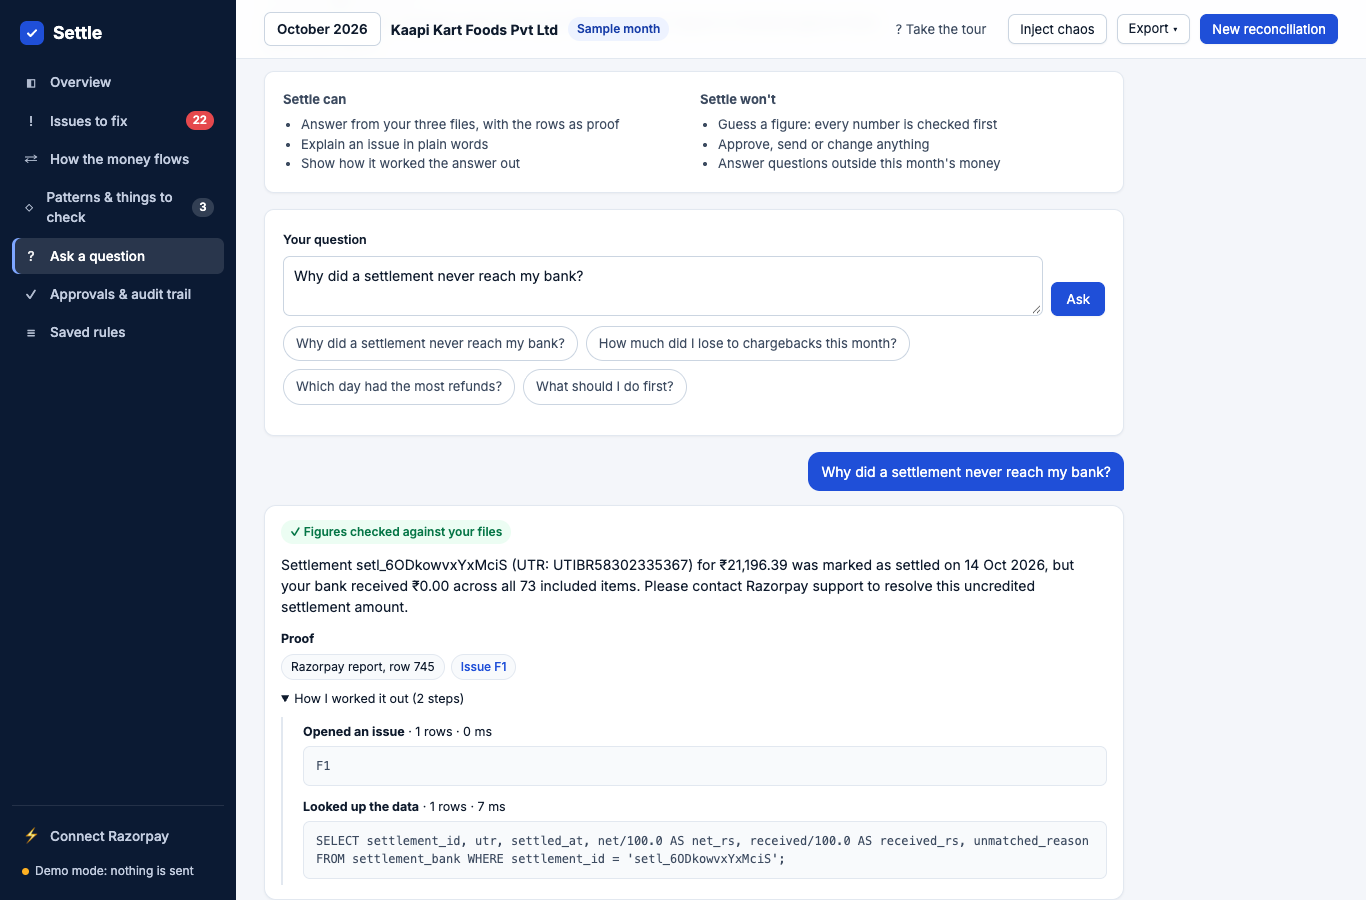 Settle
Overview
! Issues to fix 22
How the money flows
Patterns & things to check 3
? Ask a question
Approvals & audit trail
Saved rules
Connect Razorpay
Demo mode: nothing is sent
October 2026 Kaapi Kart Foods Pvt Ltd Sample month ? Take the tour Inject chaos Export New reconciliation
Settle can
• Answer from your three files, with the rows as proof
• Explain an issue in plain words
• Show how it worked the answer out
Settle won't
• Guess a figure: every number is checked first
• Approve, send or change anything
• Answer questions outside this month's money
Your question
Why did a settlement never reach my bank?
Ask
Why did a settlement never reach my bank? How much did I lose to chargebacks this month?
Which day had the most refunds? What should I do first?
Why did a settlement never reach my bank?
✓ Figures checked against your files
Settlement setl_6ODkowvxYxMciS (UTR: UTIBR58302335367) for ₹21,196.39 was marked as settled on 14 Oct 2026, but
your bank received ₹0.00 across all 73 included items. Please contact Razorpay support to resolve this uncredited
settlement amount.
Proof
Razorpay report, row 745 Issue F1
▼ How I worked it out (2 steps)
Opened an issue · 1 rows · 0 ms
F1
Looked up the data · 1 rows · 7 ms
SELECT settlement_id, utr, settled_at, net/100.0 AS net_rs, received/100.0 AS received_rs, unmatched_reason
FROM settlement_bank WHERE settlement_id = 'setl_6ODkowvxYxMciS';